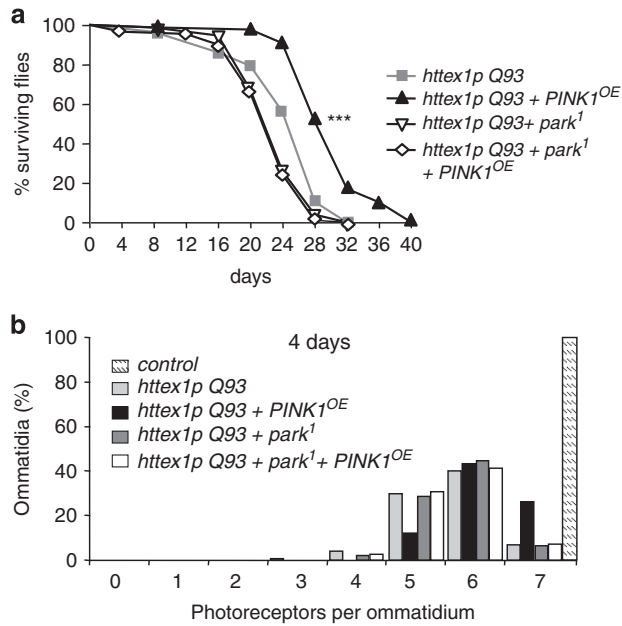 a
% surviving flies
100
80
60
40
20
0
0 4 8 12 16 20 24 28 32 36 40
days
***
httex1p Q93
httex1p Q93 + PINK1^OE
httex1p Q93+ park^1
httex1p Q93 + park^1
+ PINK1^OE
b
Ommatidia (%)
100
80
60
40
20
0
4 days
control
httex1p Q93
httex1p Q93 + PINK1^OE
httex1p Q93 + park^1
httex1p Q93 + park^1+ PINK1^OE
0 1 2 3 4 5 6 7
Photoreceptors per ommatidium